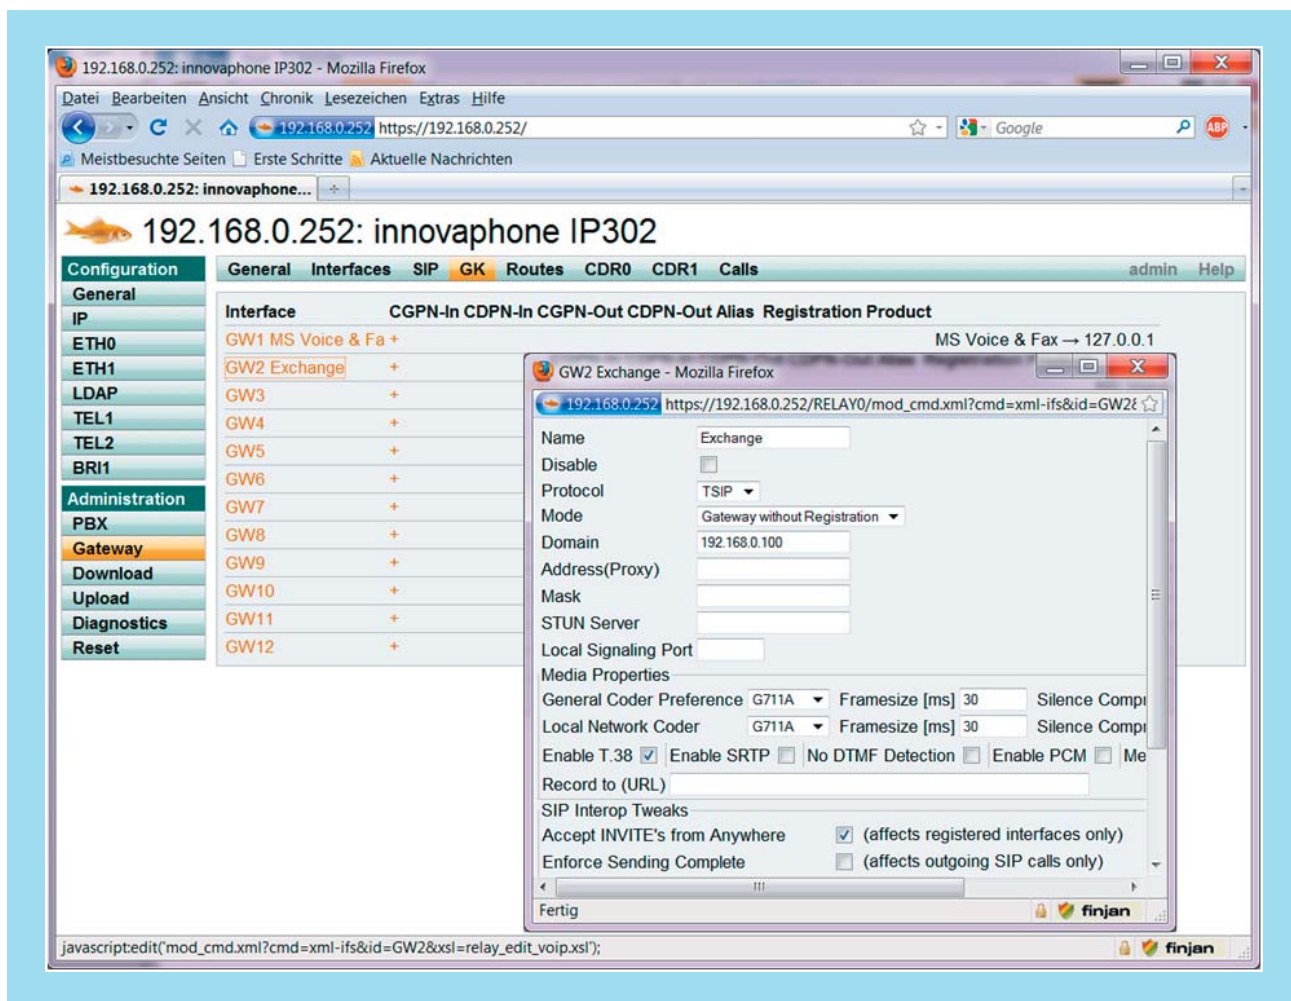 192.168.0.252: innovaphone IP302 - Mozilla Firefox
Datei Bearbeiten Ansicht Chronik Lesezeichen Extras Hilfe
192.168.0.252 https://192.168.0.252/ Google ABP
Meistbesuchte Seiten Erste Schritte Aktuelle Nachrichten
192.168.0.252: innovaphone...
192.168.0.252: innovaphone IP302
Configuration General Interfaces SIP GK Routes CDR0 CDR1 Calls admin Help
General
IP
ETH0
ETH1
LDAP
TEL1
TEL2
BRI1
Administration
PBX
Gateway
Download
Upload
Diagnostics
Reset
Interface CGPN-In CDPN-In CGPN-Out CDPN-Out Alias Registration Product
GW1 MS Voice & Fa + MS Voice & Fax → 127.0.0.1
GW2 Exchange +
GW3 +
GW4 +
GW5 +
GW6 +
GW7 +
GW8 +
GW9 +
GW10 +
GW11 +
GW12 +
GW2 Exchange - Mozilla Firefox
192.168.0.252 https://192.168.0.252/RELAY0/mod_cmd.xml?cmd=xml-ifs&id=GW2&
Name Exchange
Disable
Protocol TSIP
Mode Gateway without Registration
Domain 192.168.0.100
Address(Proxy)
Mask
STUN Server
Local Signaling Port
Media Properties
General Coder Preference G711A Framesize [ms] 30 Silence Compr
Local Network Coder G711A Framesize [ms] 30 Silence Compr
Enable T.38 Enable SRTP No DTMF Detection Enable PCM Me
Record to (URL)
SIP Interop Tweaks
Accept INVITE's from Anywhere (affects registered interfaces only)
Enforce Sending Complete (affects outgoing SIP calls only)
Fertig finjan
javascript:edit('mod_cmd.xml?cmd=xml-ifs&id=GW2&xsl=relay_edit_voip.xsl'); finjan